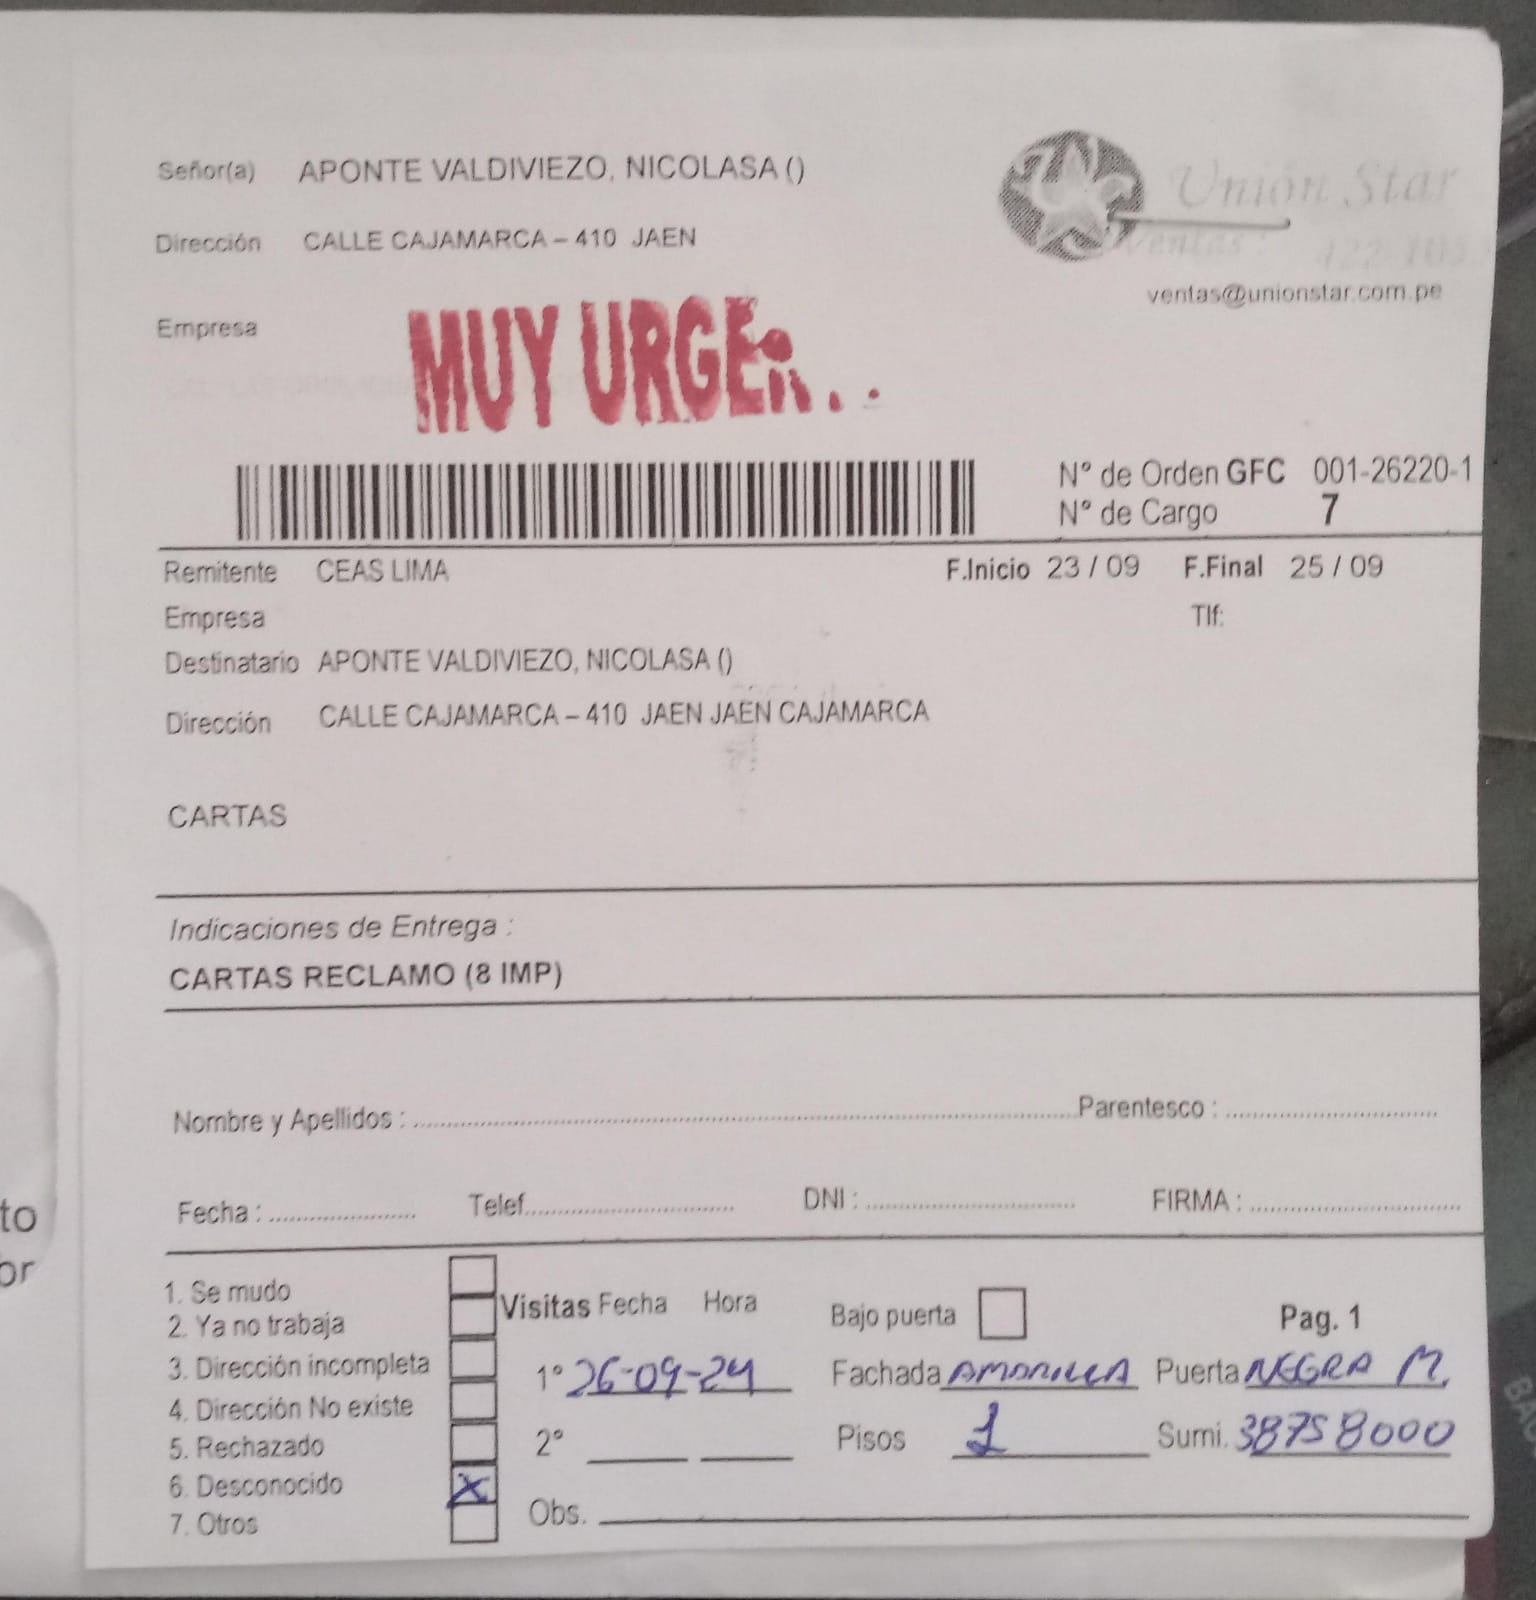 Señor(a) APONTE VALDIVIEZO, NICOLASA ()
Unión Star
Dirección CALLE CAJAMARCA – 410 JAEN
Ventas :
ventas@unionstar.com.pe
Empresa
MUY URGE
N° de Orden GFC 001-26220-1
N° de Cargo 7
Remitente CEAS LIMA F.Inicio 23 / 09 F.Final 25 / 09
Empresa Tlf:
Destinatario APONTE VALDIVIEZO, NICOLASA ()
Dirección CALLE CAJAMARCA – 410 JAEN JAEN CAJAMARCA
CARTAS
Indicaciones de Entrega :
CARTAS RECLAMO (8 IMP)
Nombre y Apellidos : Parentesco :
Fecha : Telef. DNI : FIRMA :
to
or
1. Se mudo
2. Ya no trabaja
3. Dirección incompleta
4. Dirección No existe
5. Rechazado
6. Desconocido X
7. Otros
Visitas Fecha Hora Bajo puerta Pag. 1
1° 26-09-24 Fachada AMARILLA Puerta NEGRA M.
2° Pisos 1 Sumi. 38758000
Obs.